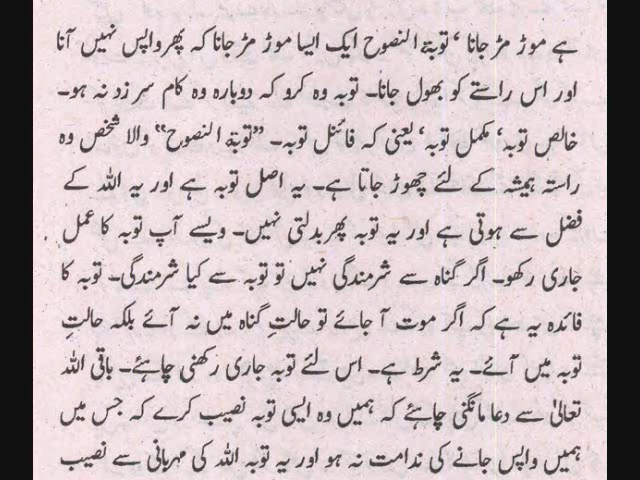 ہے موڑ مڑ جانا، توبۃ النصوح ایک ایسا موڑ مڑ جانا کہ پھر واپس نہیں آنا
اور اس راستے کو بھول جانا۔ توبہ وہ کرو کہ دوبارہ وہ کام سرزد نہ ہو۔
خالص توبہ، مکمل توبہ، یعنی کہ فائنل توبہ۔ ”توبۃ النصوح“ والا شخص وہ
راستہ ہمیشہ کے لئے چھوڑ جاتا ہے۔ یہ اصل توبہ ہے اور یہ اللہ کے
فضل سے ہوتی ہے اور یہ توبہ پھر بدلتی نہیں۔ ویسے آپ توبہ کا عمل
جاری رکھو۔ اگر گناہ سے شرمندگی نہیں تو توبہ سے کیا شرمندگی۔ توبہ کا
فائدہ یہ ہے کہ اگر موت آ جائے تو حالتِ گناہ میں نہ آئے بلکہ حالتِ
توبہ میں آئے۔ یہ شرط ہے۔ اس لئے توبہ جاری رکھنی چاہئے۔ باقی اللہ
تعالیٰ سے دعا مانگنی چاہئے کہ ہمیں وہ ایسی توبہ نصیب کرے کہ جس میں
ہمیں واپس جانے کی ندامت نہ ہو اور یہ توبہ اللہ کی مہربانی سے نصیب